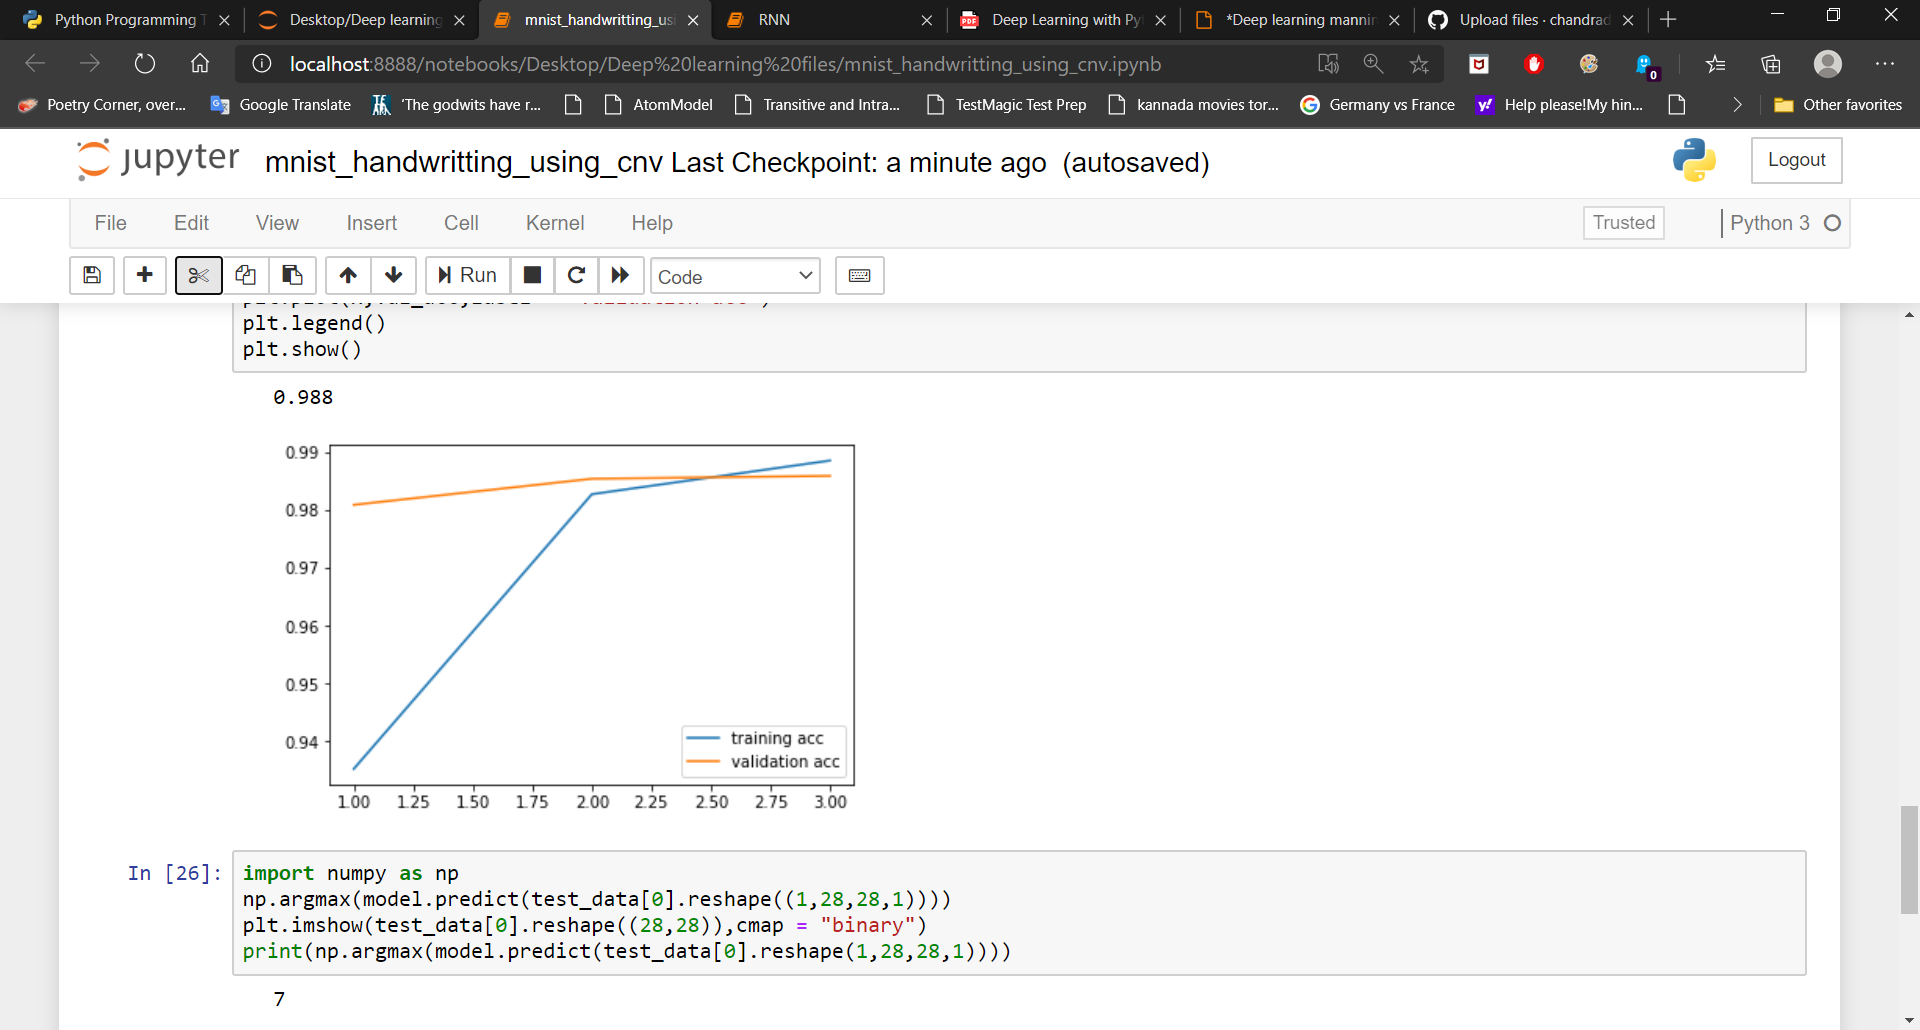 Python Programming T
Desktop/Deep learning
mnist_handwritting_usi
RNN
Deep Learning with Py
*Deep learning mannin
Upload files · chandrad
localhost:8888/notebooks/Desktop/Deep%20learning%20files/mnist_handwritting_using_cnv.ipynb
0
Poetry Corner, over...
Google Translate
'The godwits have r...
AtomModel
Transitive and Intra...
TestMagic Test Prep
kannada movies tor...
Germany vs France
Help please!My hin...
Other favorites
jupyter
mnist_handwritting_using_cnv Last Checkpoint: a minute ago (autosaved)
Logout
File Edit View Insert Cell Kernel Help
Trusted
Python 3
Run
Code
plt.legend()
plt.show()
0.988
0.99
0.98
0.97
0.96
0.95
0.94
training acc
validation acc
1.00 1.25 1.50 1.75 2.00 2.25 2.50 2.75 3.00
In [26]:
import numpy as np
np.argmax(model.predict(test_data[0].reshape((1,28,28,1))))
plt.imshow(test_data[0].reshape((28,28)),cmap = "binary")
print(np.argmax(model.predict(test_data[0].reshape(1,28,28,1))))
7